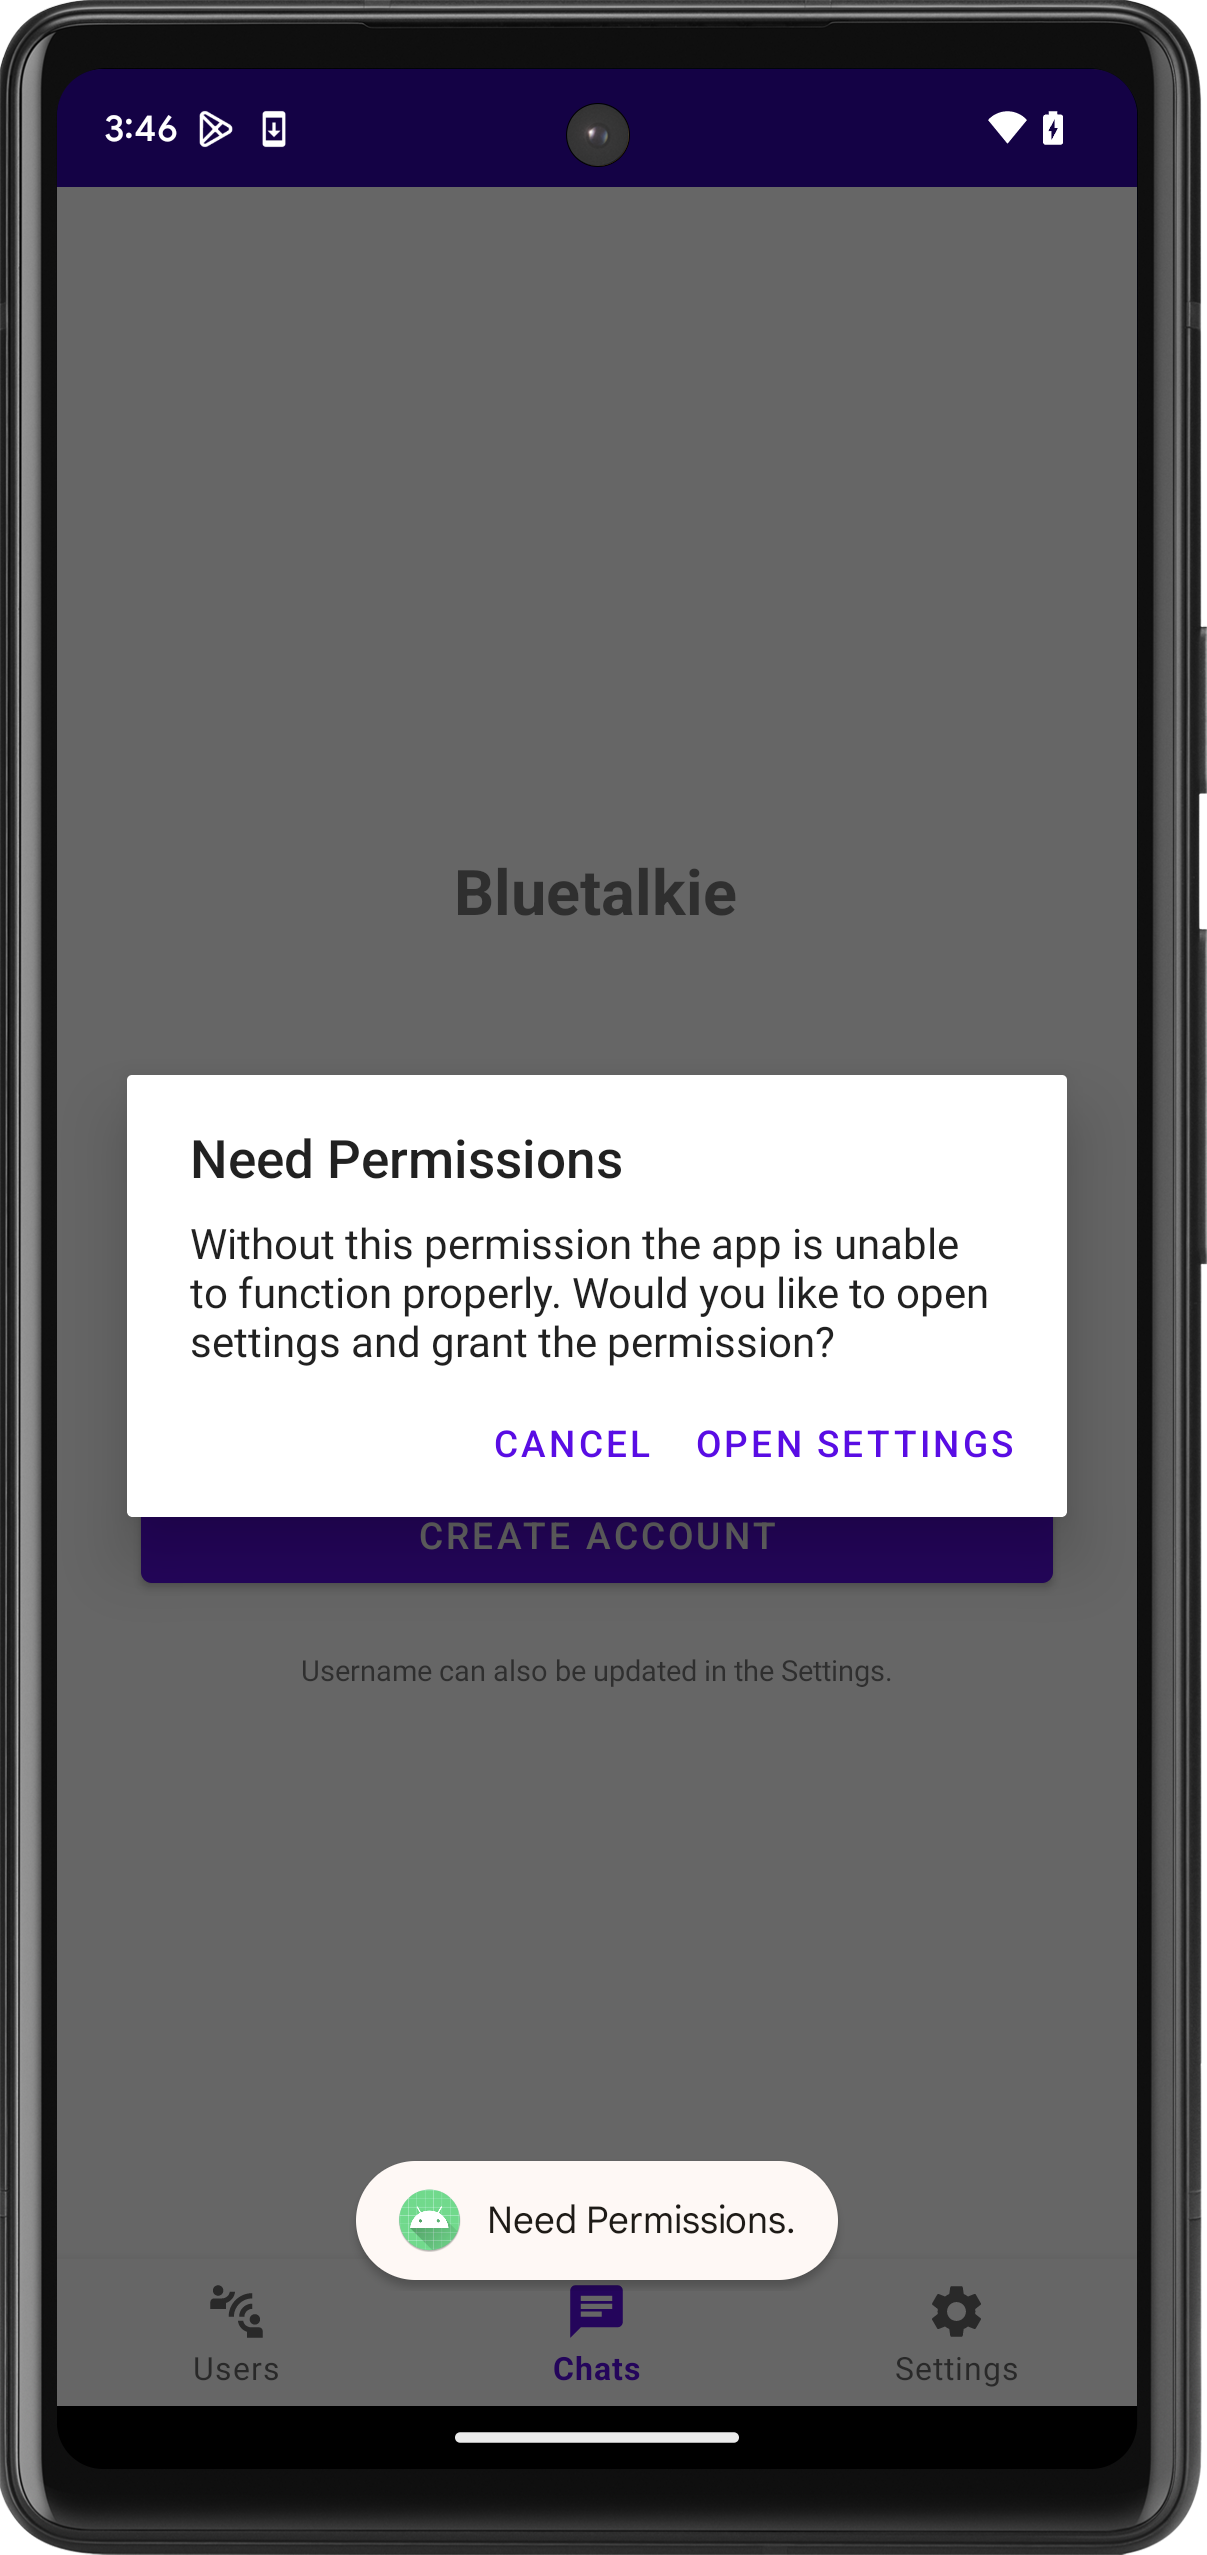 3:46
Bluetalkie
Need Permissions
Without this permission the app is unable
to function properly. Would you like to open
settings and grant the permission?
CANCEL OPEN SETTINGS
CREATE ACCOUNT
Username can also be updated in the Settings.
Need Permissions.
Users Chats Settings